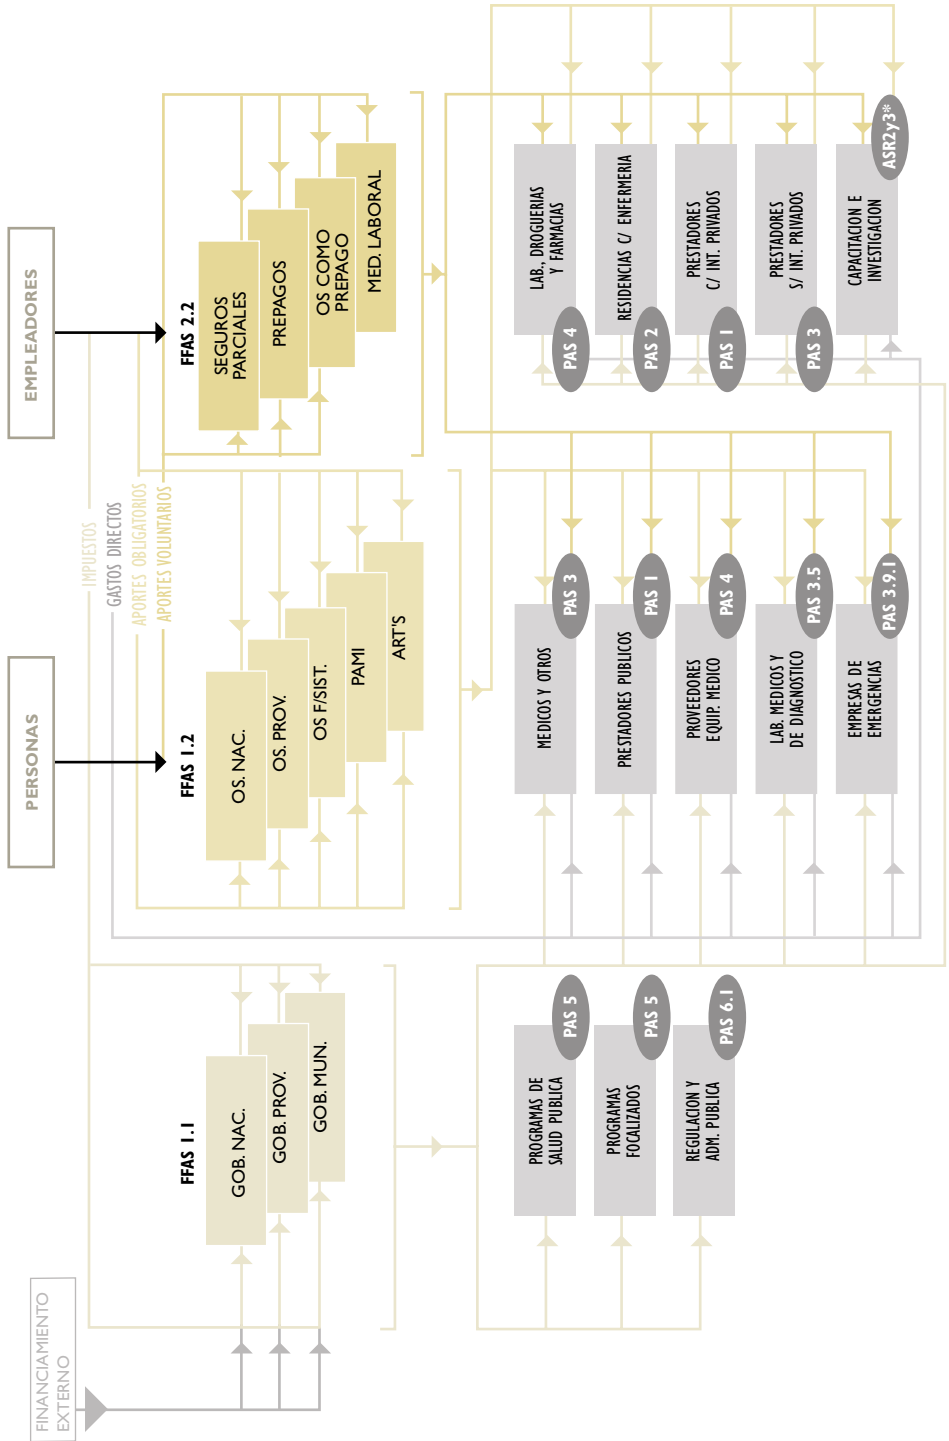 FINANCIAMIENTO
EXTERNO
PERSONAS
EMPLEADORES
IMPUESTOS
GASTOS DIRECTOS
APORTES OBLIGATORIOS
APORTES VOLUNTARIOS
FFAS 1.1
GOB. NAC.
GOB. PROV.
GOB. MUN.
FFAS 1.2
OS. NAC.
OS. PROV.
OS F/SIST.
PAMI
ART'S
FFAS 2.2
SEGUROS
PARCIALES
PREPAGOS
OS COMO
PREPAGO
MED. LABORAL
PROGRAMAS DE
SALUD PUBLICA
PAS 5
PROGRAMAS
FOCALIZADOS
PAS 5
REGULACION Y
ADM. PUBLICA
PAS 6.1
MEDICOS Y OTROS
PAS 3
PRESTADORES PUBLICOS
PAS 1
PROVEEDORES
EQUIP. MEDICO
PAS 4
LAB. MEDICOS Y
DE DIAGNOSTICO
PAS 3.5
EMPRESAS DE
EMERGENCIAS
PAS 3.9.1
LAB., DROGUERIAS
Y FARMACIAS
PAS 4
RESIDENCIAS C/ ENFERMERIA
PAS 2
PRESTADORES
C/ INT. PRIVADOS
PAS 1
PRESTADORES
S/ INT. PRIVADOS
PAS 3
CAPACITACION E
INVESTIGACION
ASR2y3*